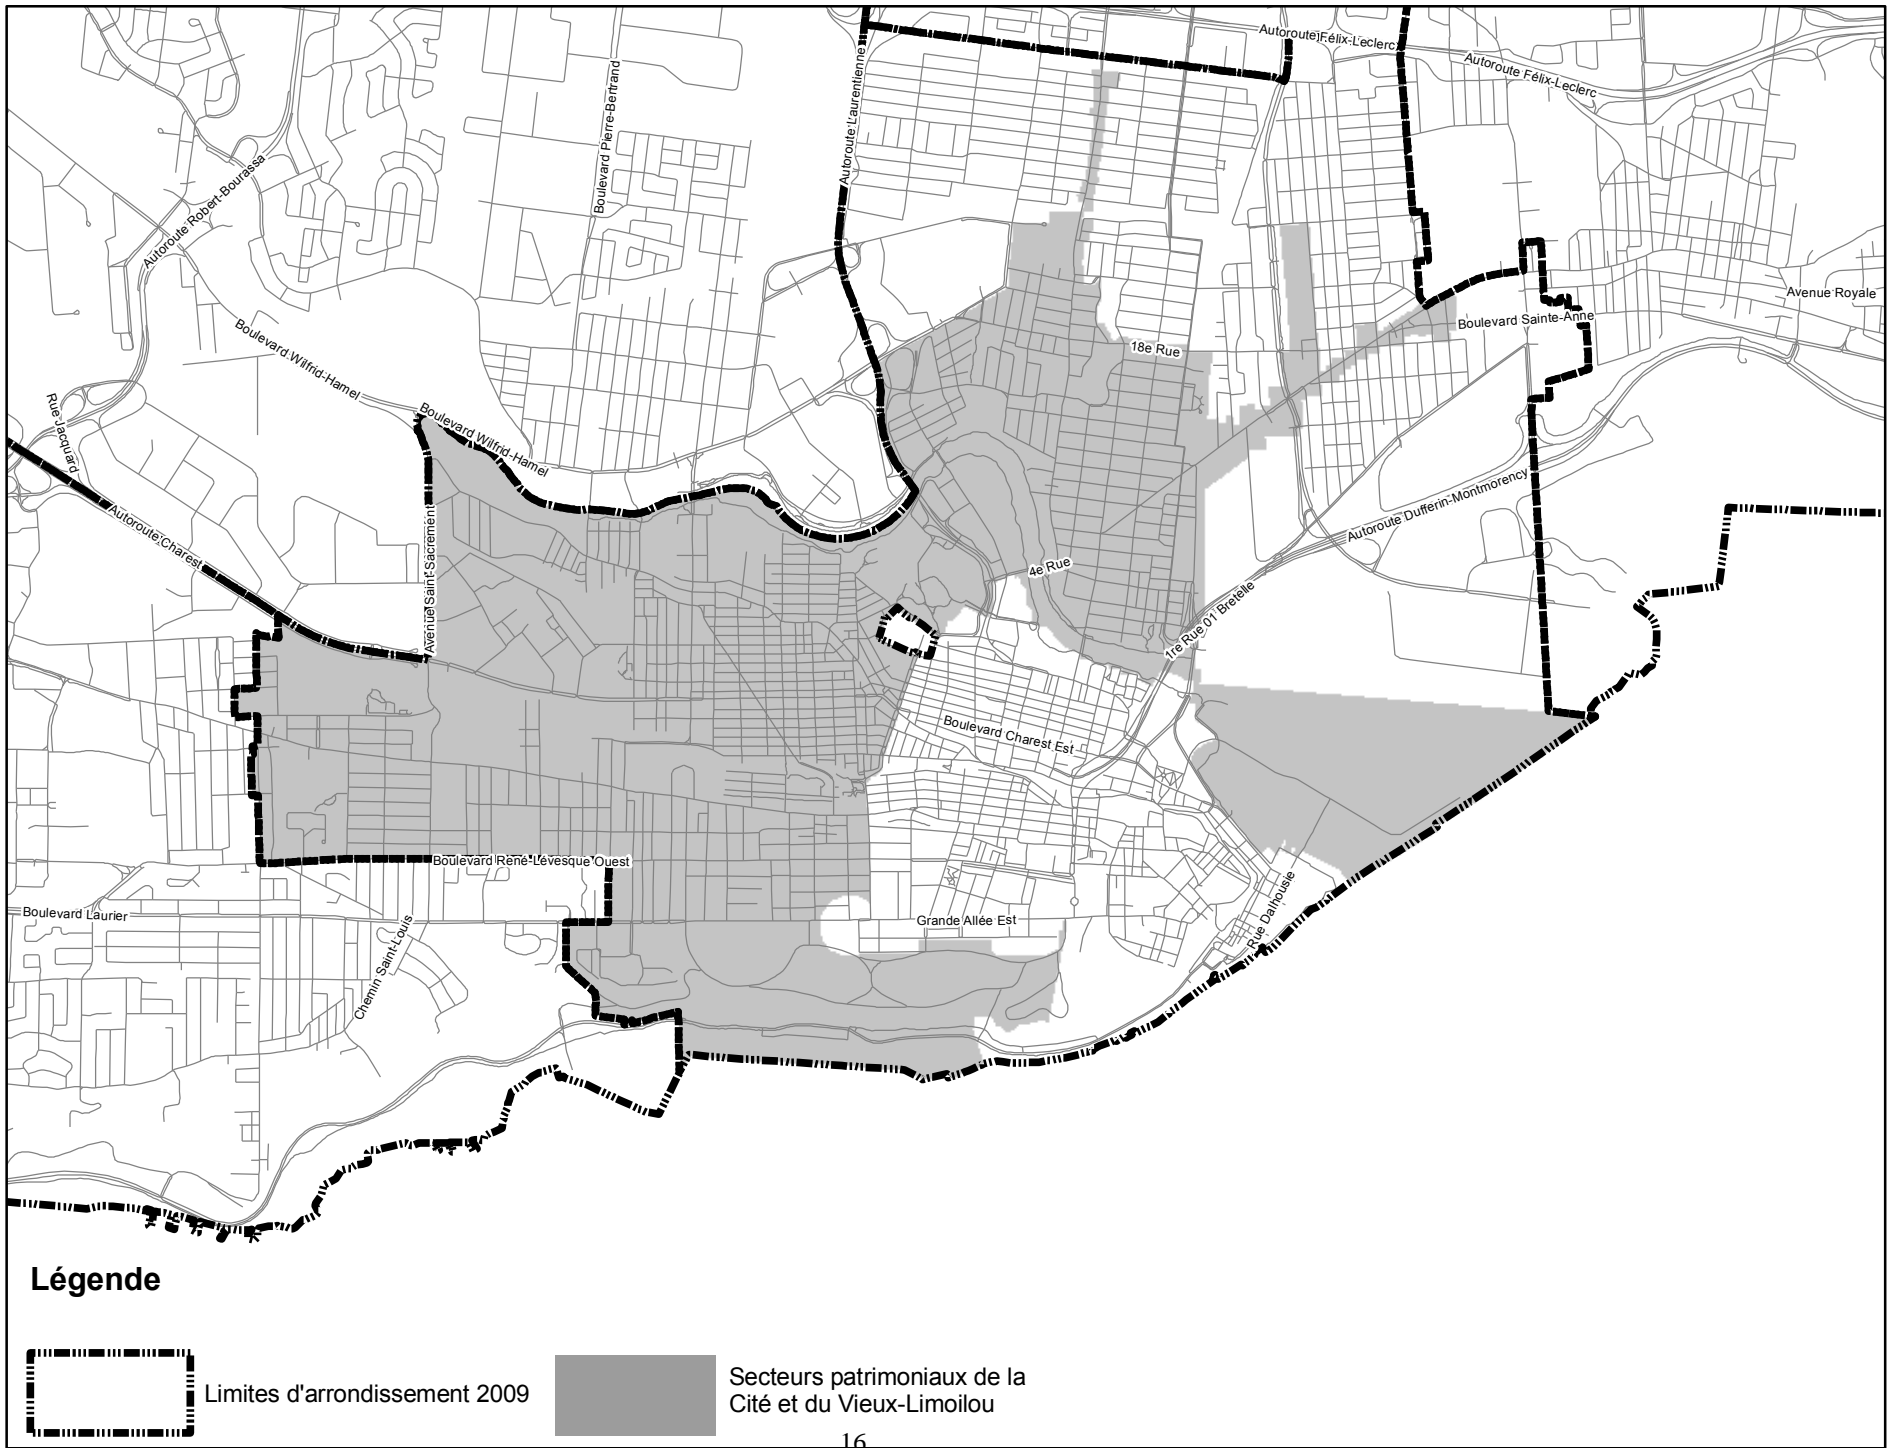 Autoroute Félix-Leclerc
Autoroute Félix-Leclerc
Autoroute Laurentienne
Boulevard Pierre-Bertrand
Autoroute Robert-Bourassa
Avenue Royale
Boulevard Sainte-Anne
18e Rue
Boulevard Wilfrid-Hamel
Boulevard Wilfrid-Hamel
Rue Jacquard
Autoroute Charest
Avenue Saint-Sacrement
Autoroute Dufferin-Montmorency
4e Rue
1re Rue 01 Bretelle
Boulevard Charest Est
Boulevard René-Lévesque Ouest
Boulevard Laurier
Chemin Saint-Louis
Grande Allée Est
Rue Dalhousie
Légende
Limites d'arrondissement 2009
Secteurs patrimoniaux de la
Cité et du Vieux-Limoilou
16